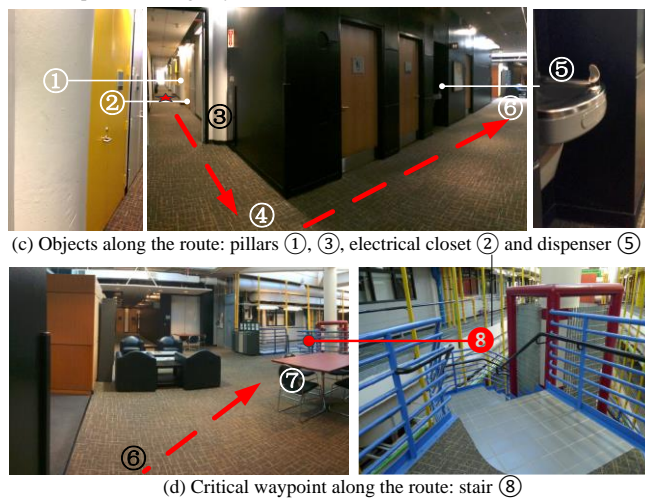 ① ② ③ ④ ⑤ ⑥
(c) Objects along the route: pillars ①, ③, electrical closet ② and dispenser ⑤
⑥ ⑦ ⑧
(d) Critical waypoint along the route: stair ⑧